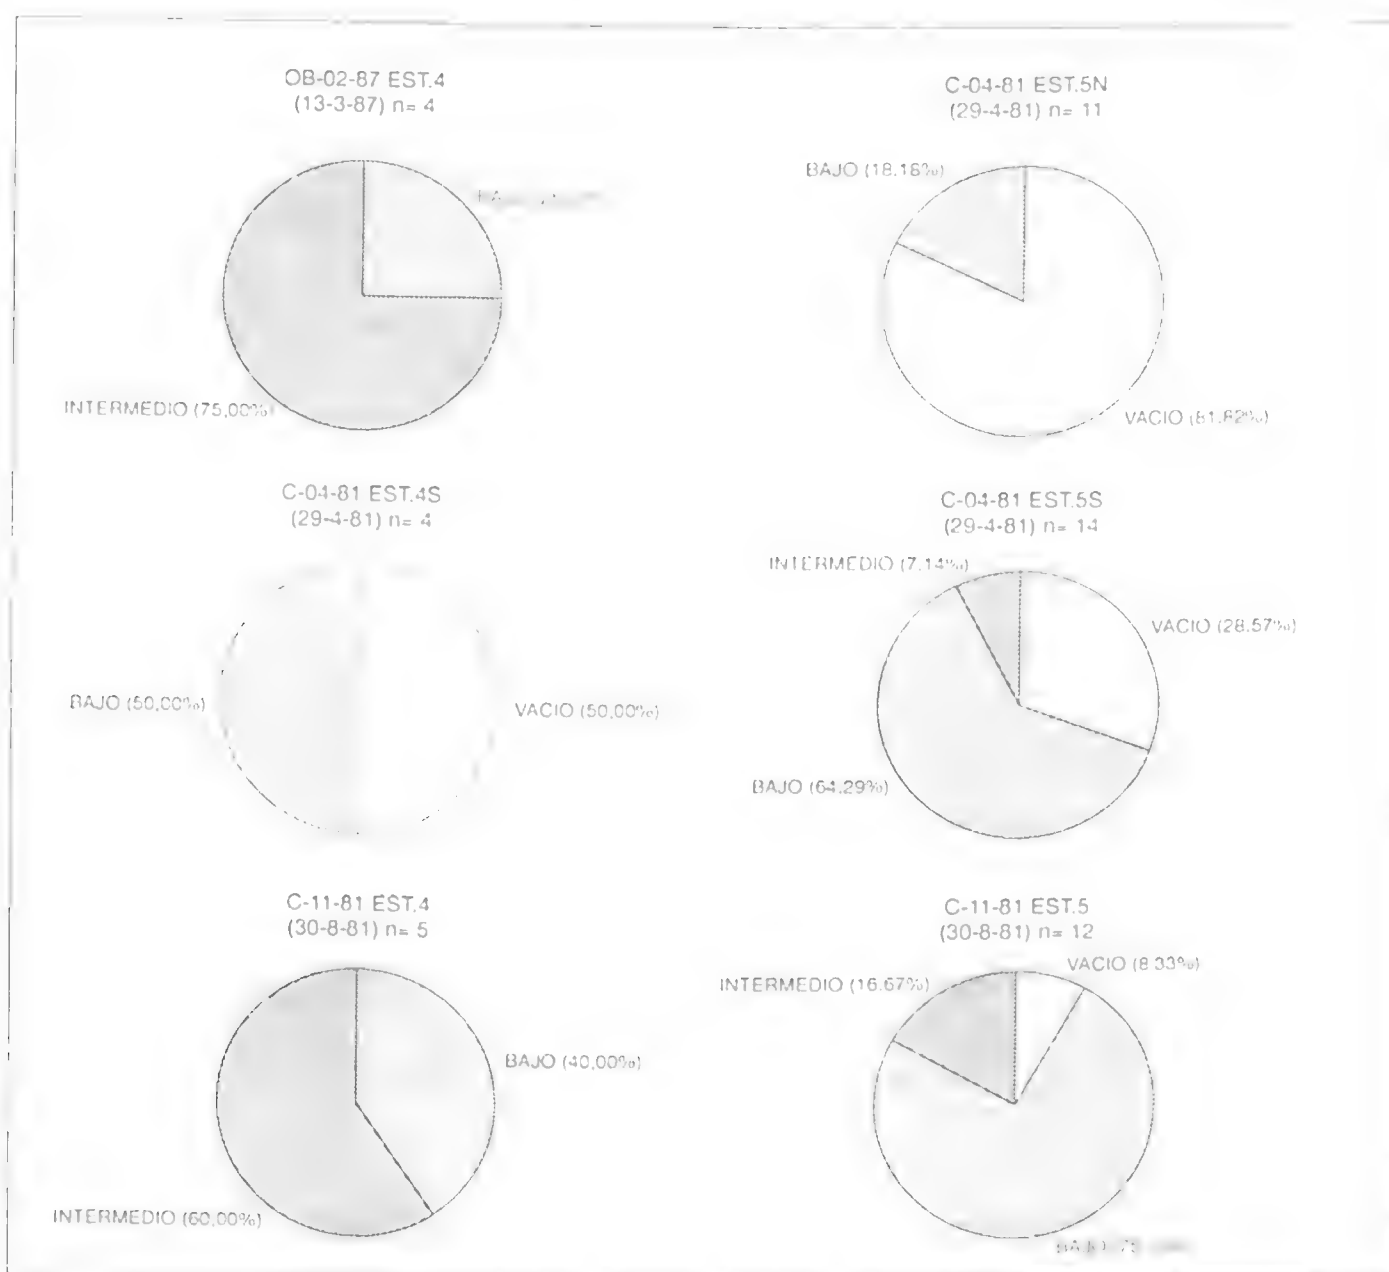 OB-02-87 EST.4
(13-3-87) n= 4
INTERMEDIO (75,00%)
C-04-81 EST.5N
(29-4-81) n= 11
BAJO (18.18%)
VACIO (81.82%)
C-04-81 EST.4S
(29-4-81) n= 4
BAJO (50,00%)
VACIO (50,00%)
C-04-81 EST.5S
(29-4-81) n= 14
INTERMEDIO (7.14%)
VACIO (28.57%)
BAJO (64.29%)
C-11-81 EST.4
(30-8-81) n= 5
BAJO (40,00%)
INTERMEDIO (60,00%)
C-11-81 EST.5
(30-8-81) n= 12
VACIO (8.33%)
INTERMEDIO (16.67%)
BAJO